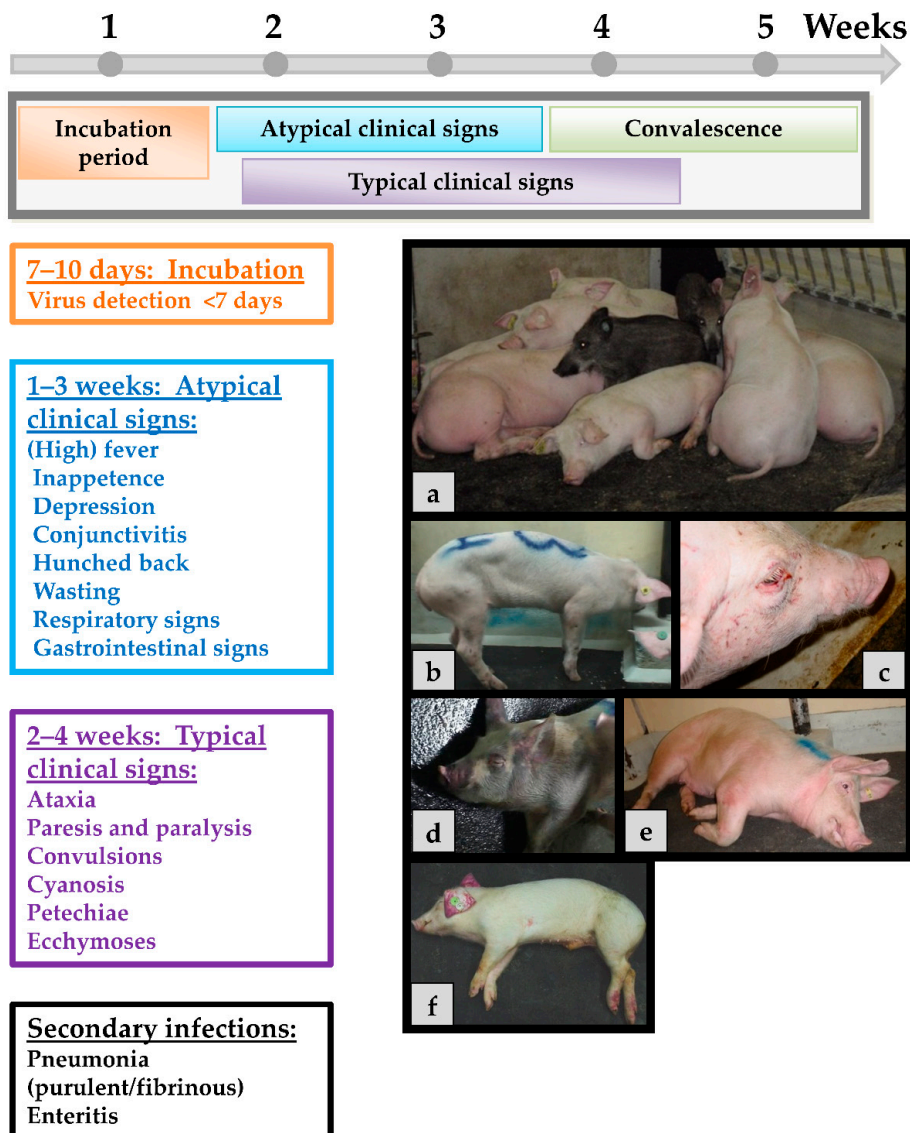 1 2 3 4 5 Weeks
Incubation
period
Atypical clinical signs
Convalescence
Typical clinical signs
7–10 days: Incubation
Virus detection <7 days
1–3 weeks: Atypical
clinical signs:
(High) fever
Inappetence
Depression
Conjunctivitis
Hunched back
Wasting
Respiratory signs
Gastrointestinal signs
2–4 weeks: Typical
clinical signs:
Ataxia
Paresis and paralysis
Convulsions
Cyanosis
Petechiae
Ecchymoses
Secondary infections:
Pneumonia
(purulent/fibrinous)
Enteritis
a
b
c
d
e
f